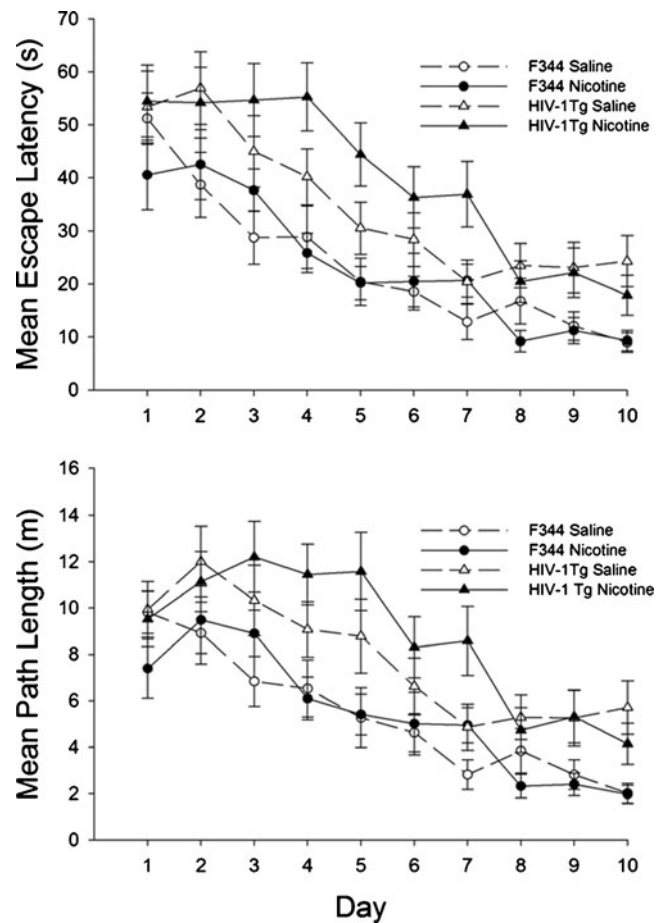 Mean Escape Latency (s)
70
60
50
40
30
20
10
0
F344 Saline
F344 Nicotine
HIV-1Tg Saline
HIV-1Tg Nicotine
1 2 3 4 5 6 7 8 9 10
Mean Path Length (m)
16
14
12
10
8
6
4
2
0
F344 Saline
F344 Nicotine
HIV-1Tg Saline
HIV-1 Tg Nicotine
1 2 3 4 5 6 7 8 9 10
Day